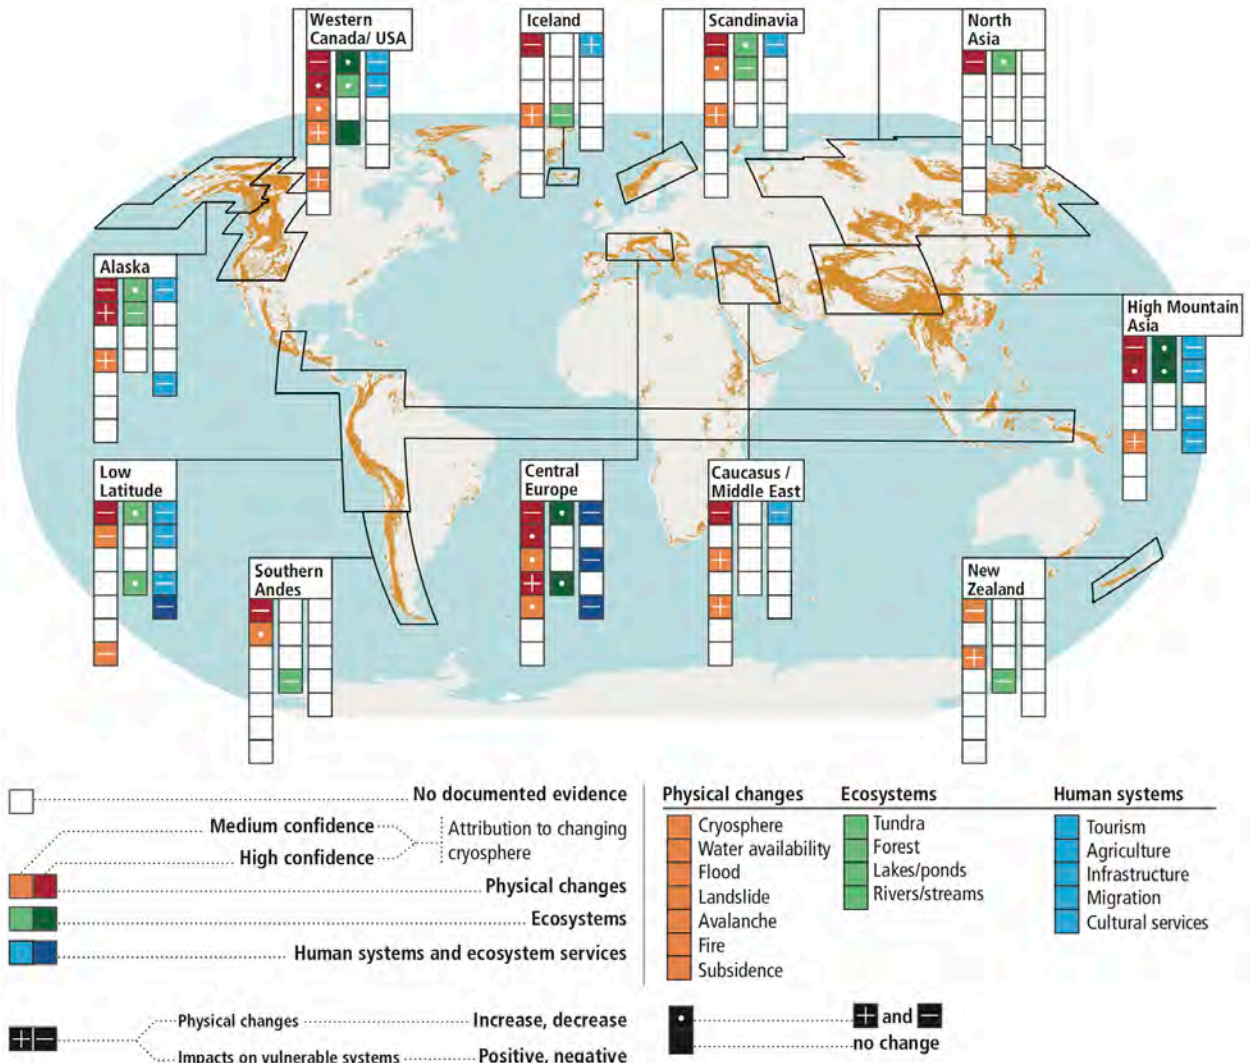 Western
Canada/ USA
Iceland
Scandinavia
North
Asia
Alaska
High Mountain
Asia
Low
Latitude
Central
Europe
Caucasus /
Middle East
Southern
Andes
New
Zealand
No documented evidence
Medium confidence
High confidence
Attribution to changing
cryosphere
Physical changes
Ecosystems
Human systems and ecosystem services
Physical changes
Increase, decrease
Impacts on vulnerable systems
Positive, negative
Physical changes
Cryosphere
Water availability
Flood
Landslide
Avalanche
Fire
Subsidence
Ecosystems
Tundra
Forest
Lakes/ponds
Rivers/streams
Human systems
Tourism
Agriculture
Infrastructure
Migration
Cultural services
+ and −
no change